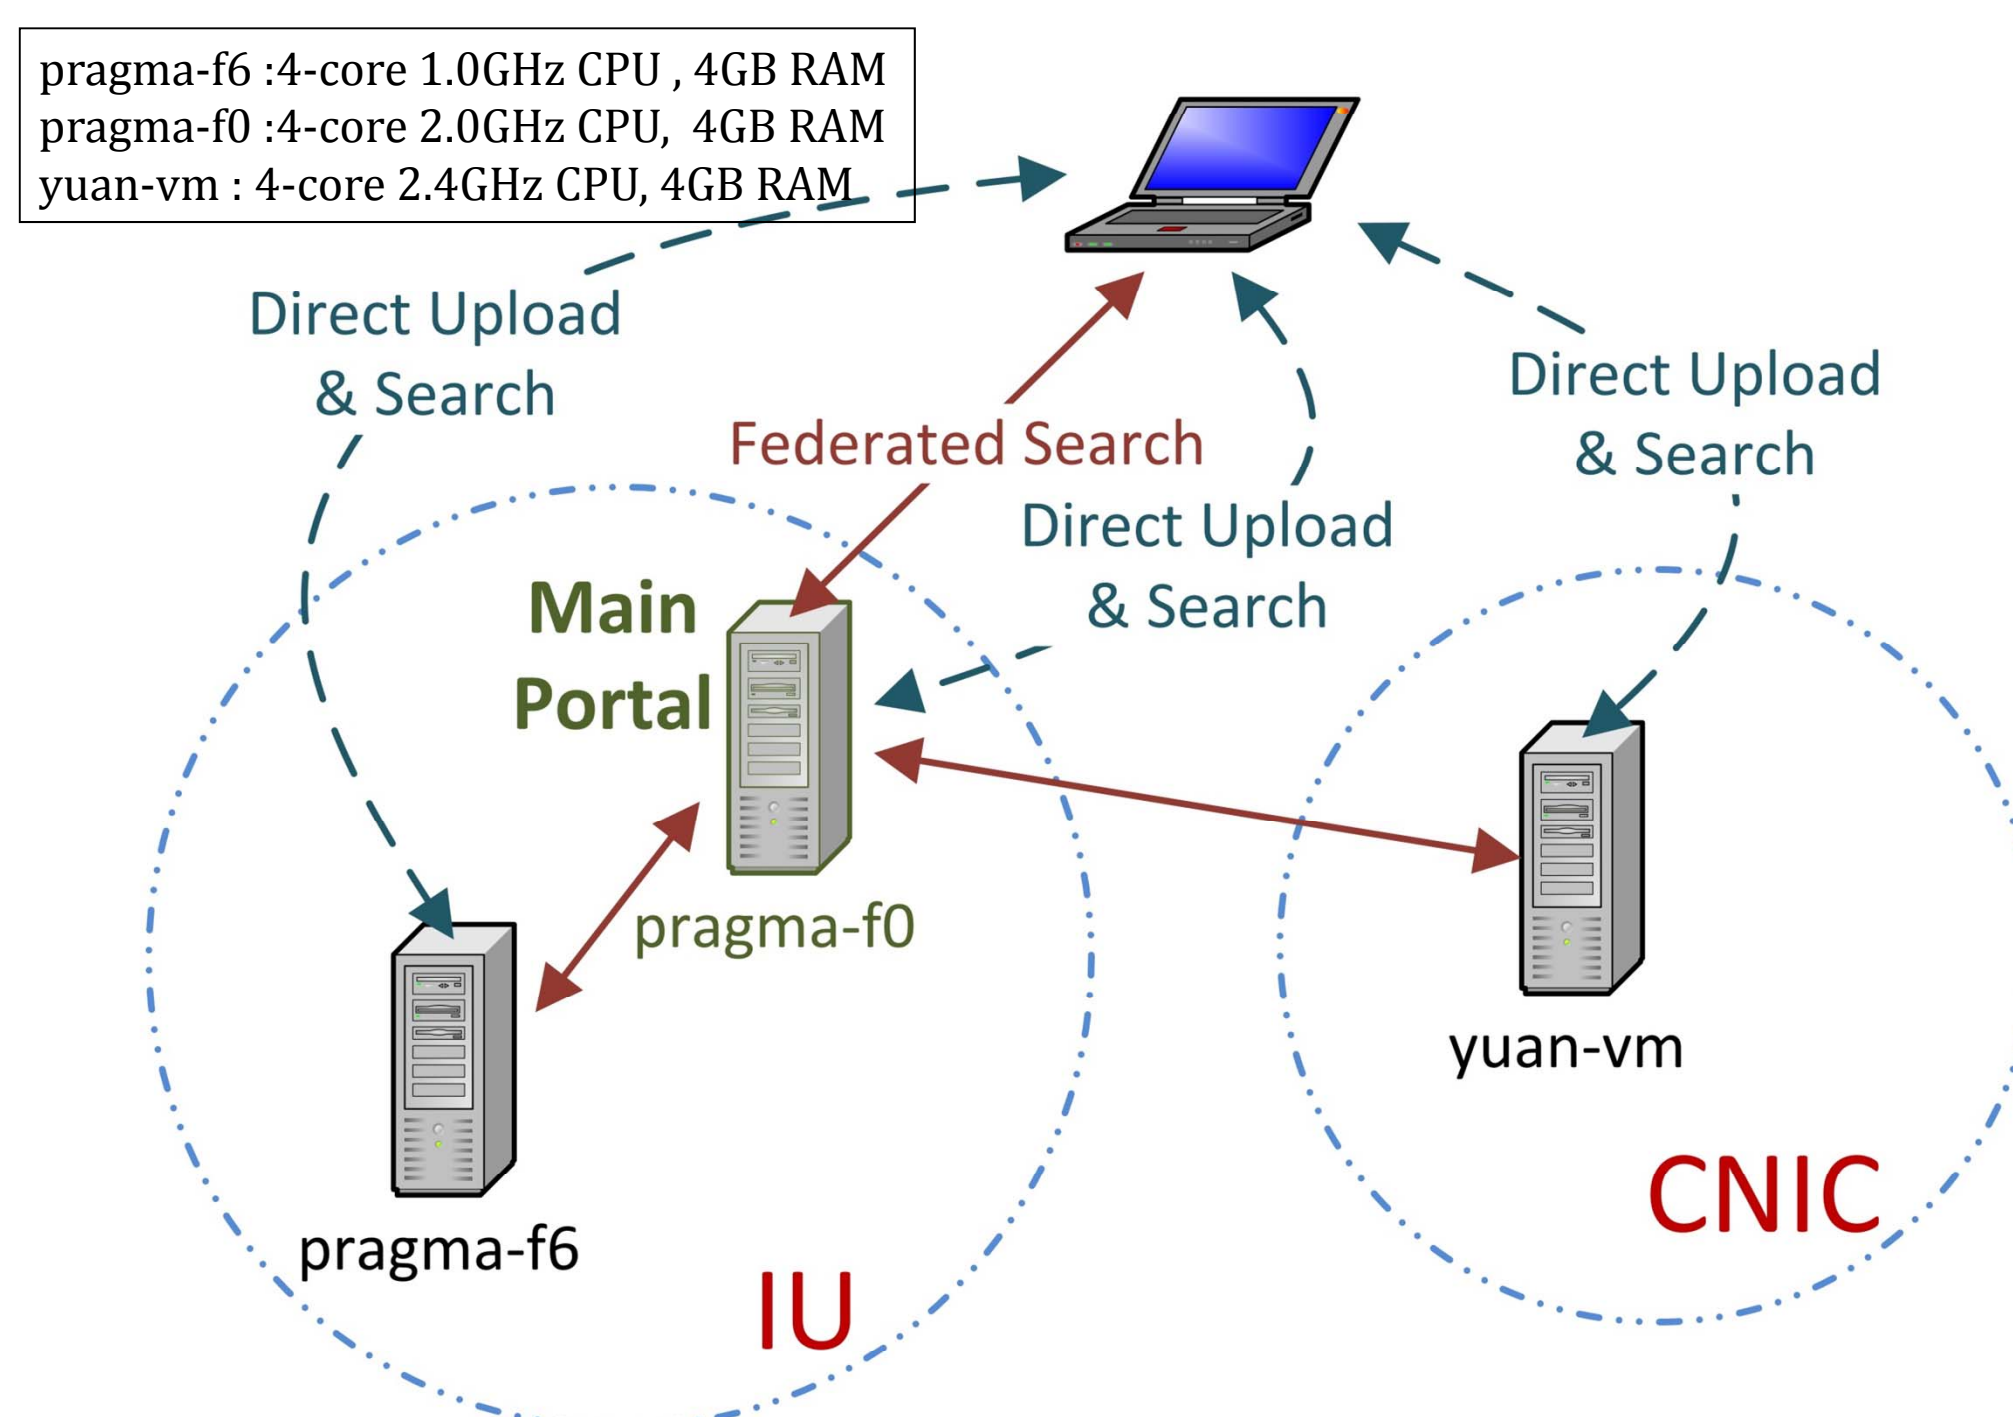 pragma-f6 :4-core 1.0GHz CPU , 4GB RAM
pragma-f0 :4-core 2.0GHz CPU,  4GB RAM
yuan-vm : 4-core 2.4GHz CPU, 4GB RAM
Direct Upload
& Search
Federated Search
Direct Upload
& Search
Direct Upload
& Search
Main
Portal
pragma-f0
yuan-vm
pragma-f6
CNIC
IU